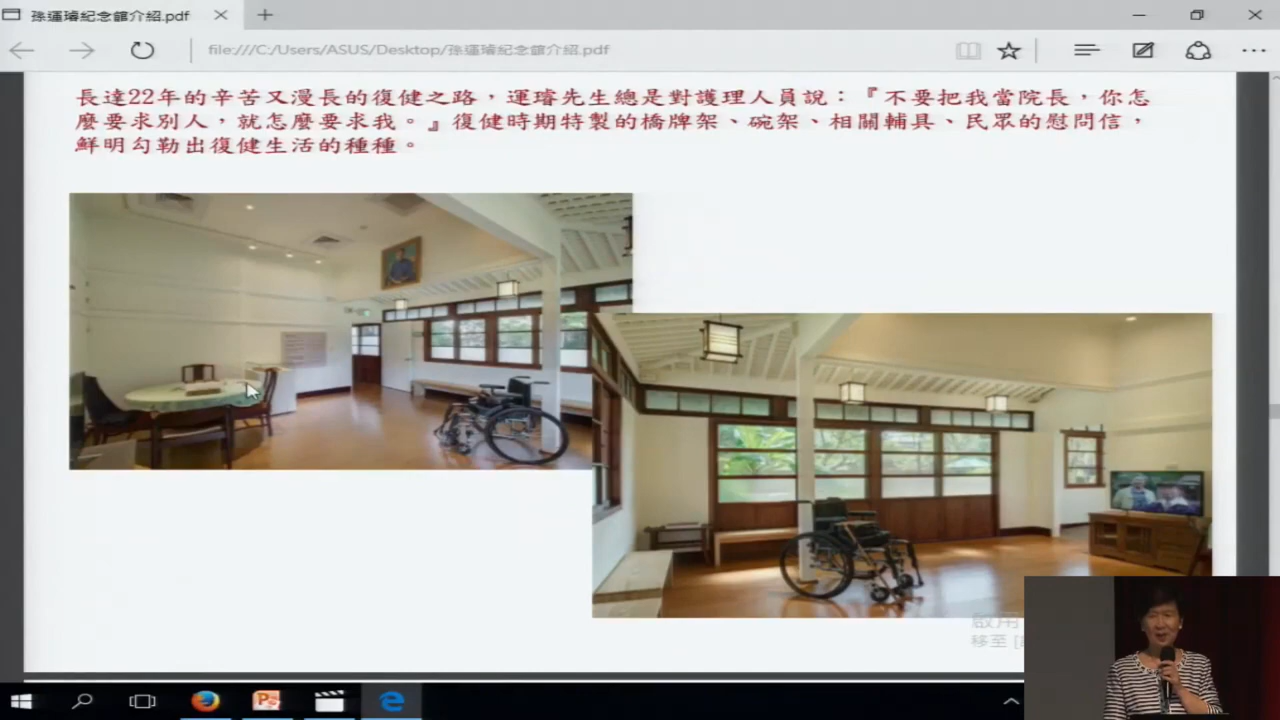 孫運璿紀念館介紹.pdf
file:///C:/Users/ASUS/Desktop/孫運璿紀念館介紹.pdf
長達22年的辛苦又漫長的復健之路，運璿先生總是對護理人員說：『不要把我當院長，你怎
麼要求別人，就怎麼要求我。』復健時期特製的橋牌架、碗架、相關輔具、民眾的慰問信，
鮮明勾勒出復健生活的種種。
啟用
移至 [